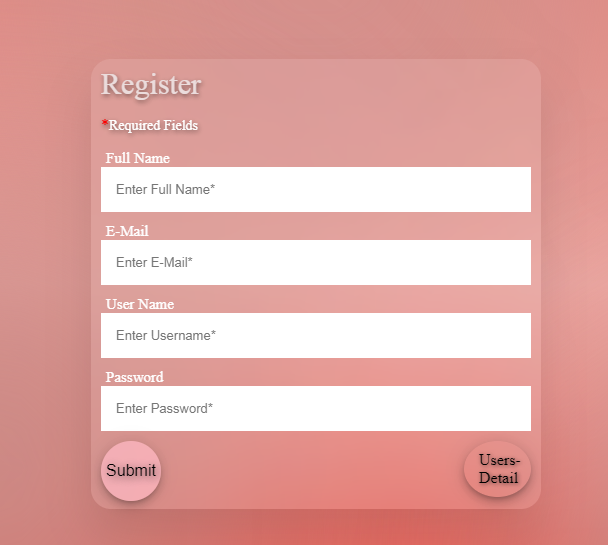 Register
*Required Fields
Full Name
Enter Full Name*
E-Mail
Enter E-Mail*
User Name
Enter Username*
Password
Enter Password*
Submit
Users-
Detail